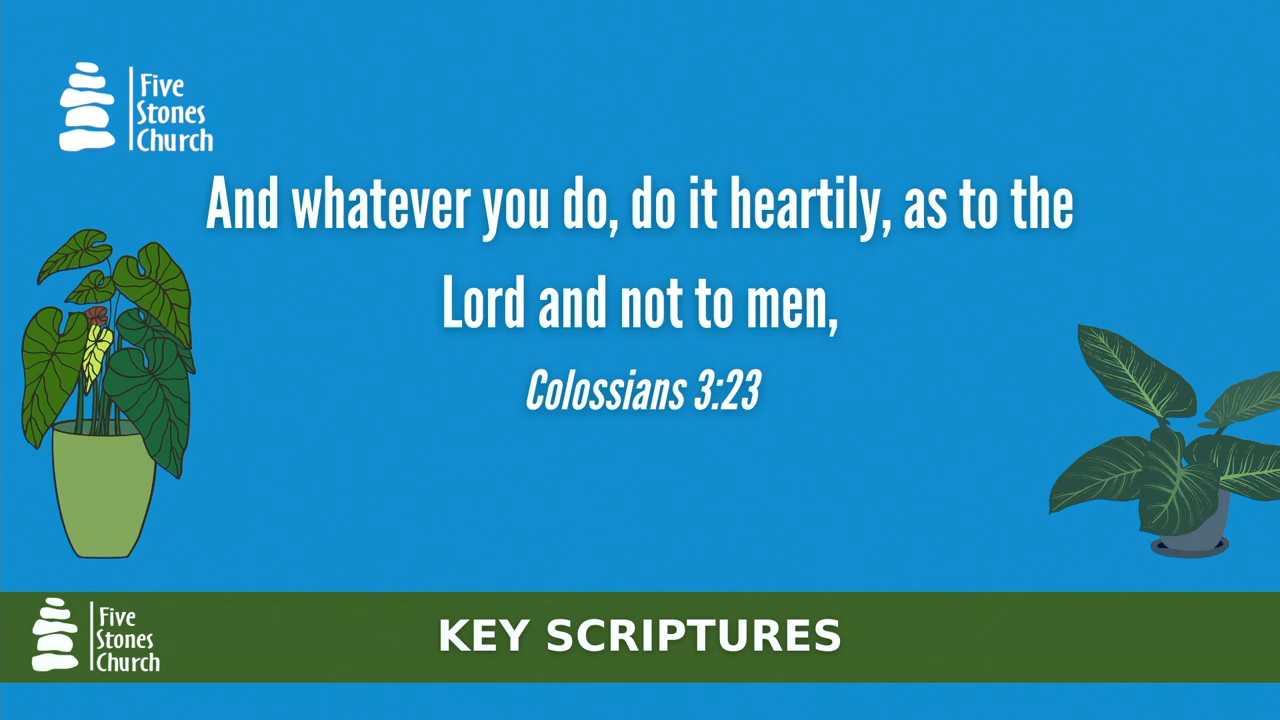 Five
Stones
Church
And whatever you do, do it heartily, as to the
Lord and not to men,
Colossians 3:23
Five
Stones
Church
KEY SCRIPTURES